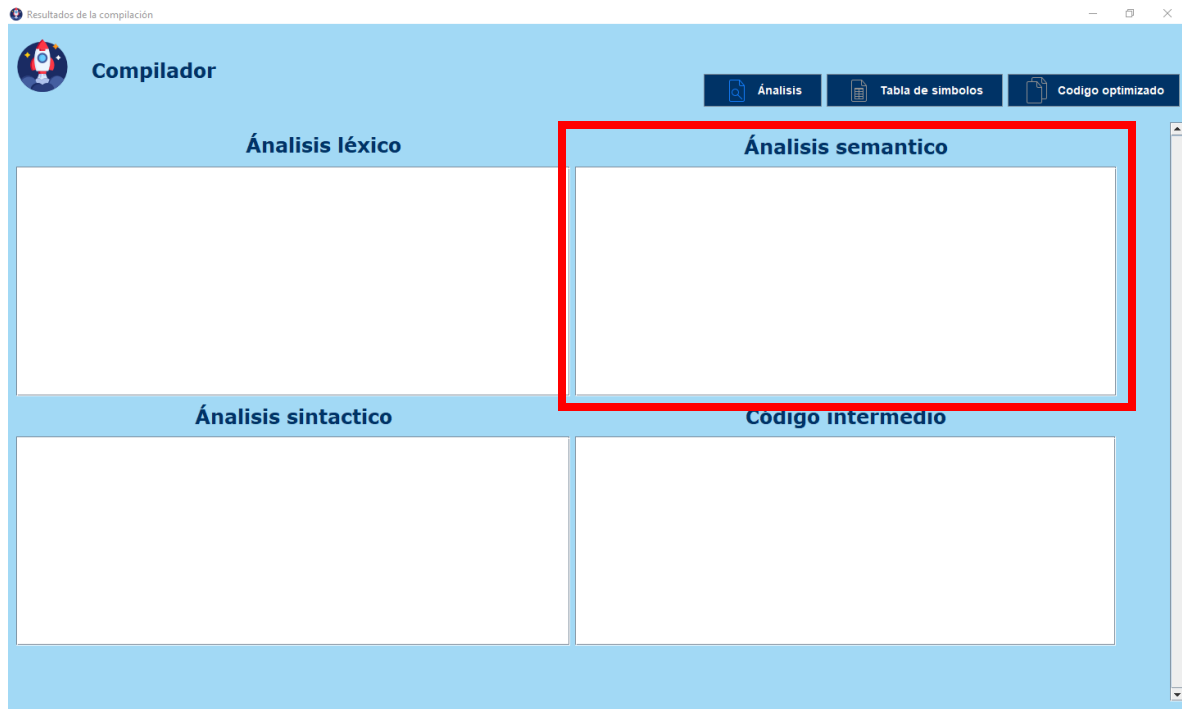 Resultados de la compilación
Compilador
Ánalisis
Tabla de simbolos
Codigo optimizado
Ánalisis léxico
Ánalisis semantico
Ánalisis sintactico
Código intermedio